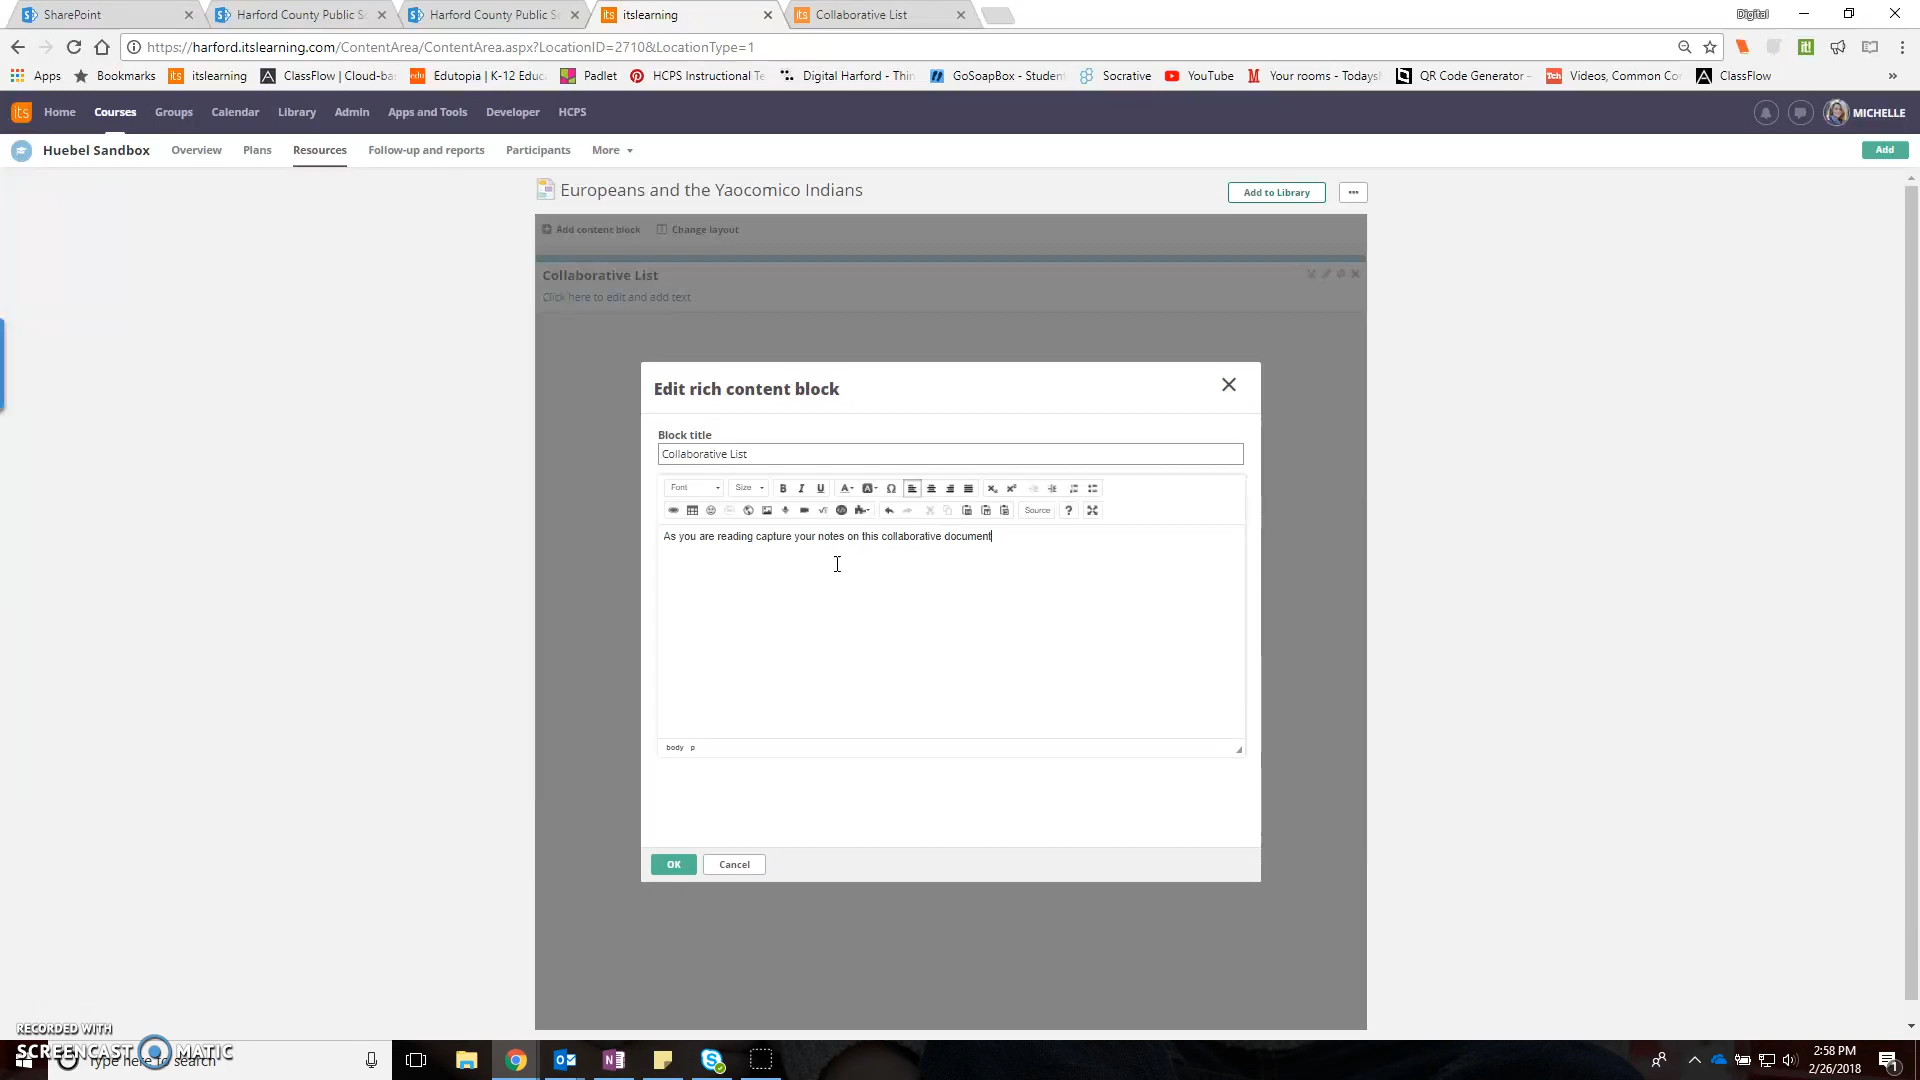 SharePoint
Harford County Public S
Harford County Public S
itslearning
Collaborative List
Digital
https://harford.itslearning.com/ContentArea/ContentArea.aspx?LocationID=2710&LocationType=1
Apps
Bookmarks
itslearning
ClassFlow | Cloud-ba
Edutopia | K-12 Educ
Padlet
HCPS Instructional Te
Digital Harford - Thin
GoSoapBox - Student
Socrative
YouTube
Your rooms - Todaysl
QR Code Generator -
Videos, Common Co
ClassFlow
its Home Courses Groups Calendar Library Admin Apps and Tools Developer HCPS
MICHELLE
Huebel Sandbox Overview Plans Resources Follow-up and reports Participants More
Add
Europeans and the Yaocomico Indians
Add to Library
Add content block Change layout
Collaborative List
Click here to edit and add text
Edit rich content block
Block title
Collaborative List
Font Size B I U
Source ?
As you are reading capture your notes on this collaborative document
body p
OK Cancel
RECORDED WITH
SCREENCAST MATIC
Type here to search
2:58 PM
2/26/2018